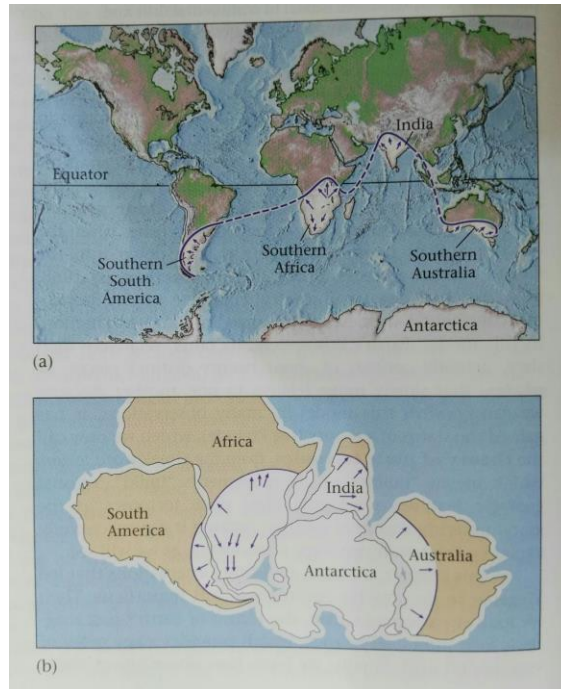 India
Equator
Southern
Africa
Southern
South
America
Southern
Australia
Antarctica
(a)
Africa
India
South
America
Australia
Antarctica
(b)